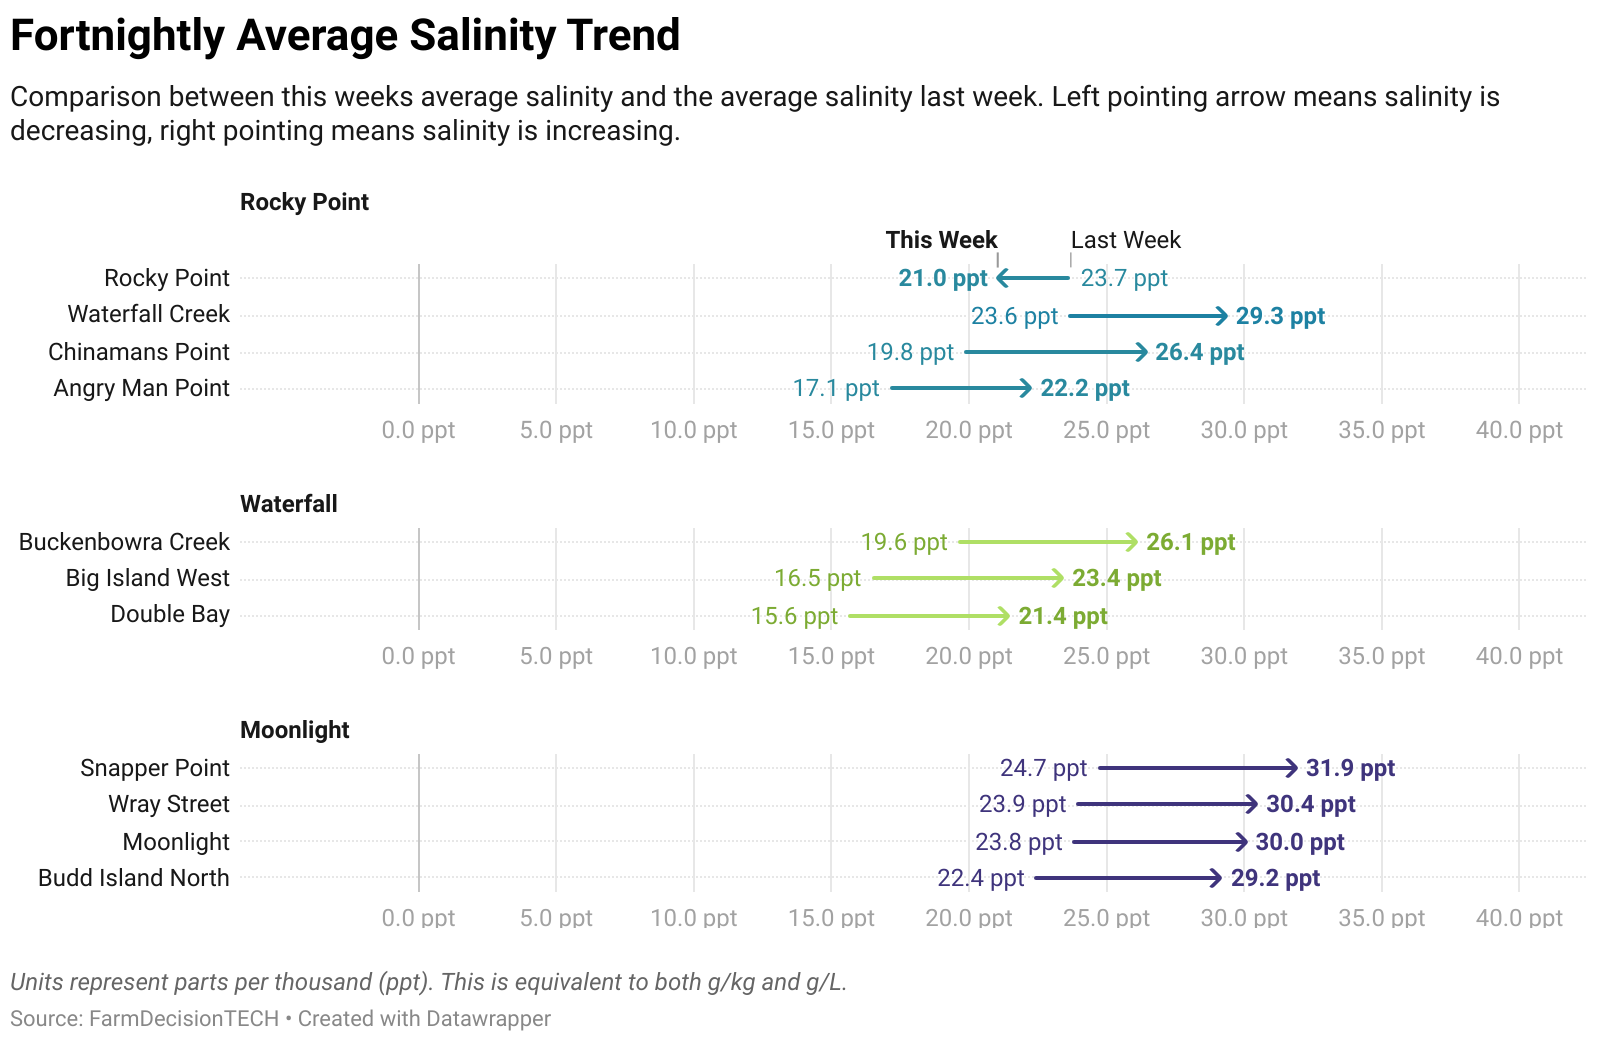 Fortnightly Average Salinity Trend
Comparison between this weeks average salinity and the average salinity last week. Left pointing arrow means salinity is
decreasing, right pointing means salinity is increasing.
Rocky Point
This Week Last Week
Rocky Point 21.0 ppt 23.7 ppt
Waterfall Creek 23.6 ppt 29.3 ppt
Chinamans Point 19.8 ppt 26.4 ppt
Angry Man Point 17.1 ppt 22.2 ppt
0.0 ppt 5.0 ppt 10.0 ppt 15.0 ppt 20.0 ppt 25.0 ppt 30.0 ppt 35.0 ppt 40.0 ppt
Waterfall
Buckenbowra Creek 19.6 ppt 26.1 ppt
Big Island West 16.5 ppt 23.4 ppt
Double Bay 15.6 ppt 21.4 ppt
0.0 ppt 5.0 ppt 10.0 ppt 15.0 ppt 20.0 ppt 25.0 ppt 30.0 ppt 35.0 ppt 40.0 ppt
Moonlight
Snapper Point 24.7 ppt 31.9 ppt
Wray Street 23.9 ppt 30.4 ppt
Moonlight 23.8 ppt 30.0 ppt
Budd Island North 22.4 ppt 29.2 ppt
0.0 ppt 5.0 ppt 10.0 ppt 15.0 ppt 20.0 ppt 25.0 ppt 30.0 ppt 35.0 ppt 40.0 ppt
Units represent parts per thousand (ppt). This is equivalent to both g/kg and g/L.
Source: FarmDecisionTECH • Created with Datawrapper